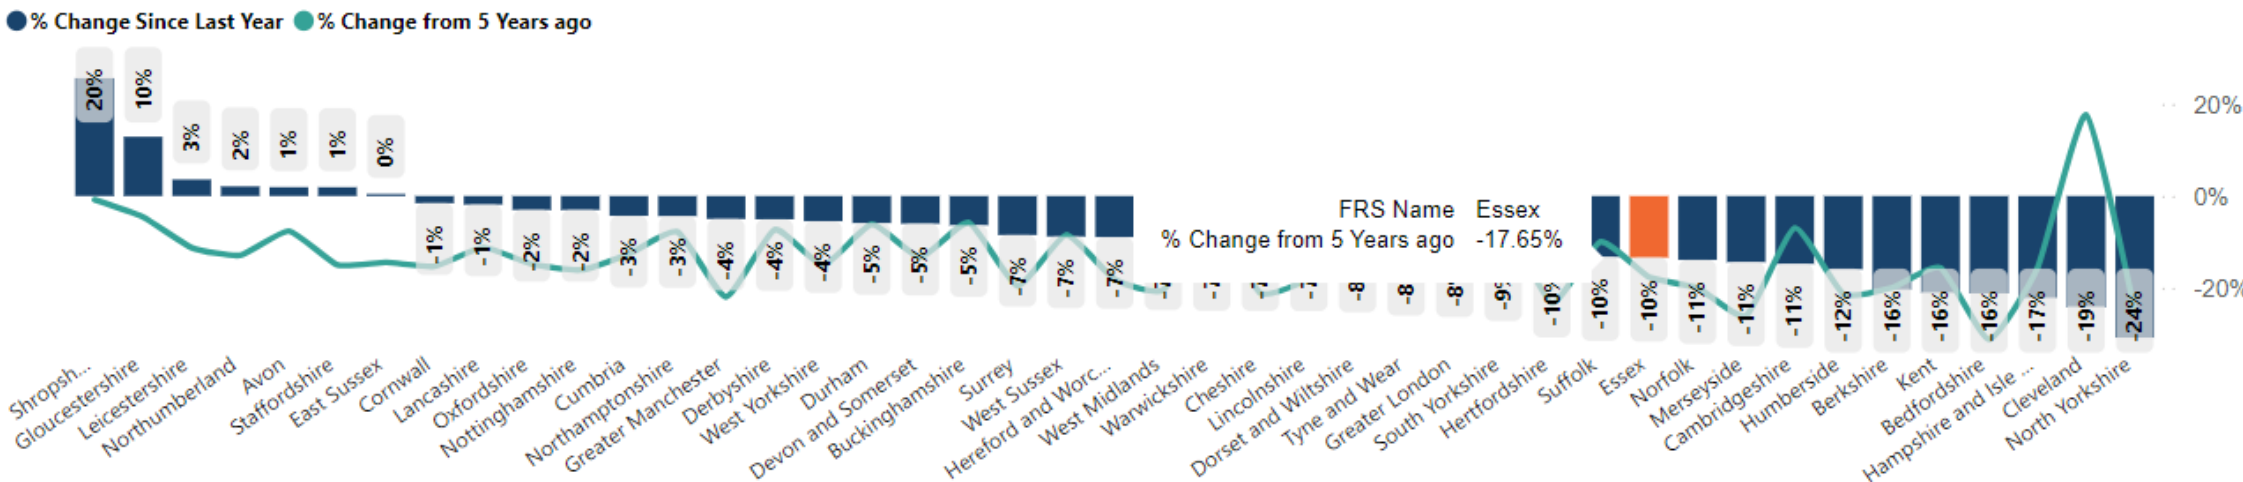 % Change Since Last Year % Change from 5 Years ago
20% 10% 3% 2% 1% 1% 0%
20%
0%
-20%
FRS Name Essex
% Change from 5 Years ago -17.65%
-1% -1% -2% -2% -3% -3% -4% -4% -4% -5% -5% -5% -7% -7% -7% -10% -10% -10% -11% -11% -11% -12% -16% -16% -16% -17% -19% -24%
Shropsh...
Gloucestershire
Leicestershire
Northumberland
Avon
Staffordshire
East Sussex
Cornwall
Lancashire
Oxfordshire
Nottinghamshire
Cumbria
Northamptonshire
Greater Manchester
Derbyshire
West Yorkshire
Durham
Devon and Somerset
Buckinghamshire
Surrey
West Sussex
Hereford and Worc...
West Midlands
Warwickshire
Cheshire
Lincolnshire
Dorset and Wiltshire
Tyne and Wear
Greater London
South Yorkshire
Hertfordshire
Suffolk
Essex
Norfolk
Merseyside
Cambridgeshire
Humberside
Berkshire
Kent
Bedfordshire
Hampshire and Isle ...
Cleveland
North Yorkshire